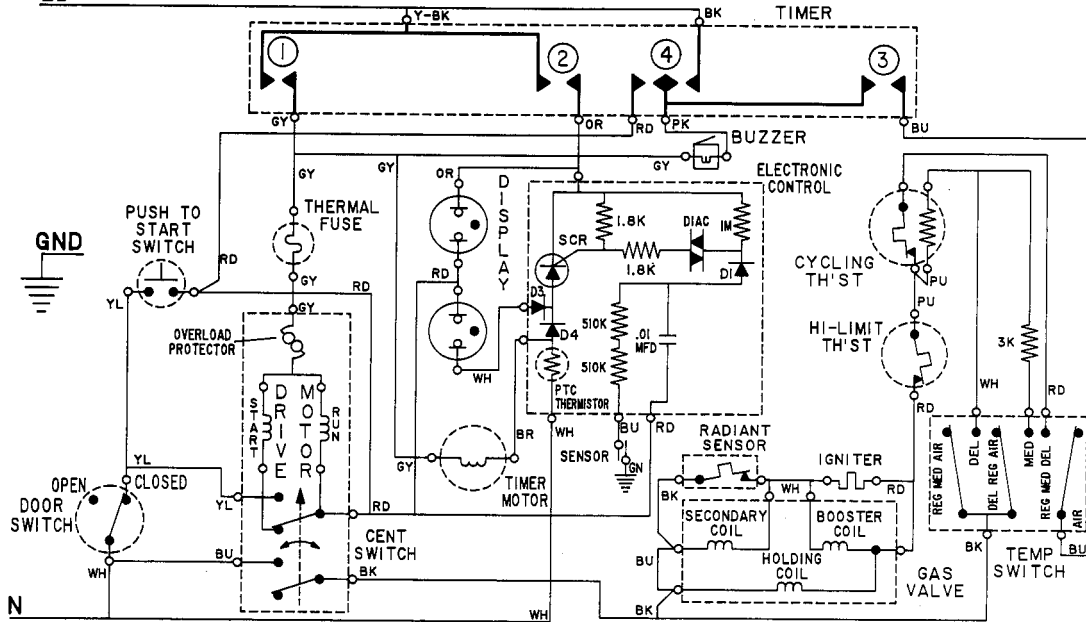 Y-BK
BK
TIMER
1
2
4
3
GY
OR
RD
PK
BU
BUZZER
GY
GY
GY
OR
DISPLAY
ELECTRONIC
CONTROL
PUSH TO
START
SWITCH
THERMAL
FUSE
GND
RD
RD
YL
GY
GY
1.8K
DIAC
1M
SCR
1.8K
D1
RD
D3
D4
510K
.01
MFD
510K
CYCLING
TH'ST
PU
PU
HI-LIMIT
TH'ST
3K
OVERLOAD
PROTECTOR
WH
PTC
THERMISTOR
WH
RD
RD
DRIVE
MOTOR
START
RUN
BR
WH
BU
RD
SENSOR
GN
RADIANT
SENSOR
IGNITER
GY
TIMER
MOTOR
BK
WH
RD
YL
YL
OPEN
CLOSED
DOOR
SWITCH
RD
CENT
SWITCH
SECONDARY
COIL
BOOSTER
COIL
HOLDING
COIL
BU
BU
GAS
VALVE
BU
WH
BK
BK
REG MED AIR
DEL
DEL REG AIR
MED
REG MED DEL
AIR
BK
TEMP
SWITCH
BU
N
WH